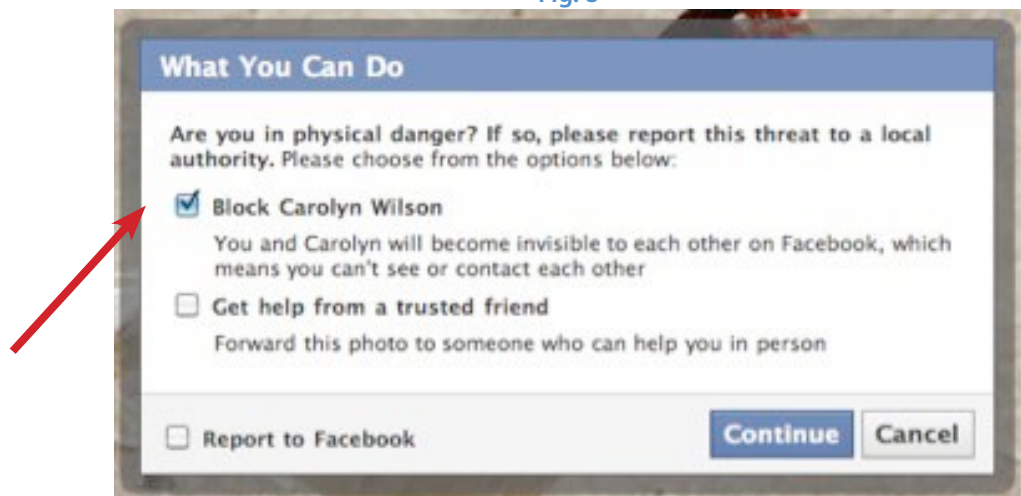 What You Can Do
Are you in physical danger? If so, please report this threat to a local
authority. Please choose from the options below:
Block Carolyn Wilson
You and Carolyn will become invisible to each other on Facebook, which
means you can't see or contact each other
Get help from a trusted friend
Forward this photo to someone who can help you in person
Report to Facebook
Continue Cancel